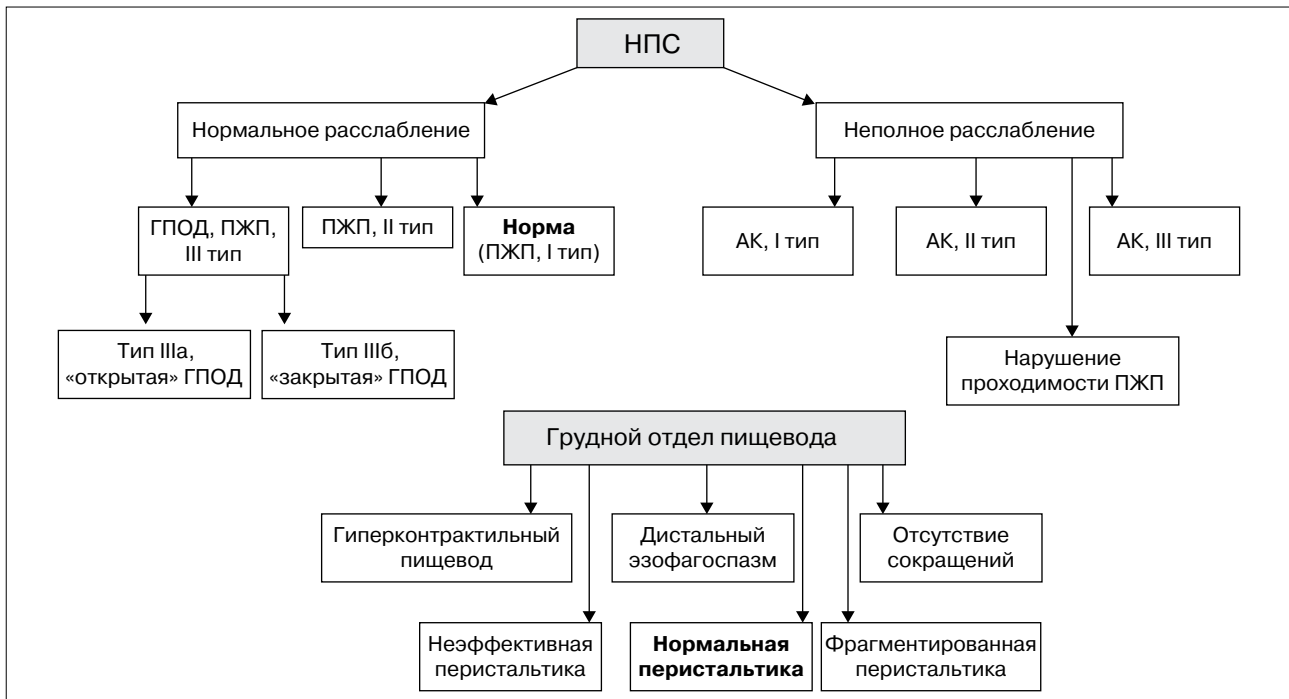 НПС
Нормальное расслабление
Неполное расслабление
ГПОД, ПЖП,
III тип
ПЖП, II тип
Норма
(ПЖП, I тип)
АК, I тип
АК, II тип
АК, III тип
Тип IIIа,
«открытая» ГПОД
Тип IIIб,
«закрытая» ГПОД
Нарушение
проходимости ПЖП
Грудной отдел пищевода
Гиперконтрактильный
пищевод
Дистальный
эзофагоспазм
Отсутствие
сокращений
Неэффективная
перистальтика
Нормальная
перистальтика
Фрагментированная
перистальтика